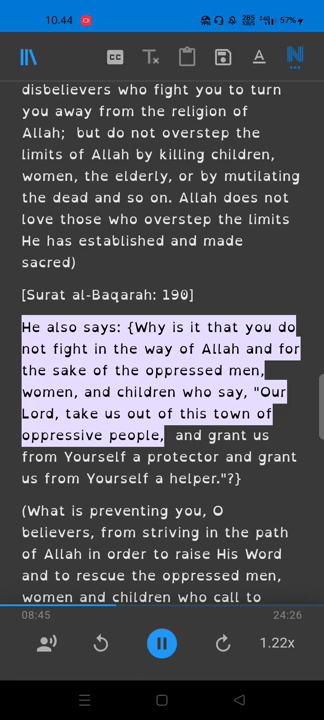 10.44
285
KB/S
57%
CC
T
A
N
disbelievers who fight you to turn
you away from the religion of
Allah;  but do not overstep the
limits of Allah by killing children,
women, the elderly, or by mutilating
the dead and so on. Allah does not
love those who overstep the limits
He has established and made
sacred)
[Surat al-Baqarah: 190]
He also says: {Why is it that you do
not fight in the way of Allah and for
the sake of the oppressed men,
women, and children who say, "Our
Lord, take us out of this town of
oppressive people,  and grant us
from Yourself a protector and grant
us from Yourself a helper."?}
(What is preventing you, O
believers, from striving in the path
of Allah in order to raise His Word
and to rescue the oppressed men,
women and children who call to
08:45
24:26
1.22x